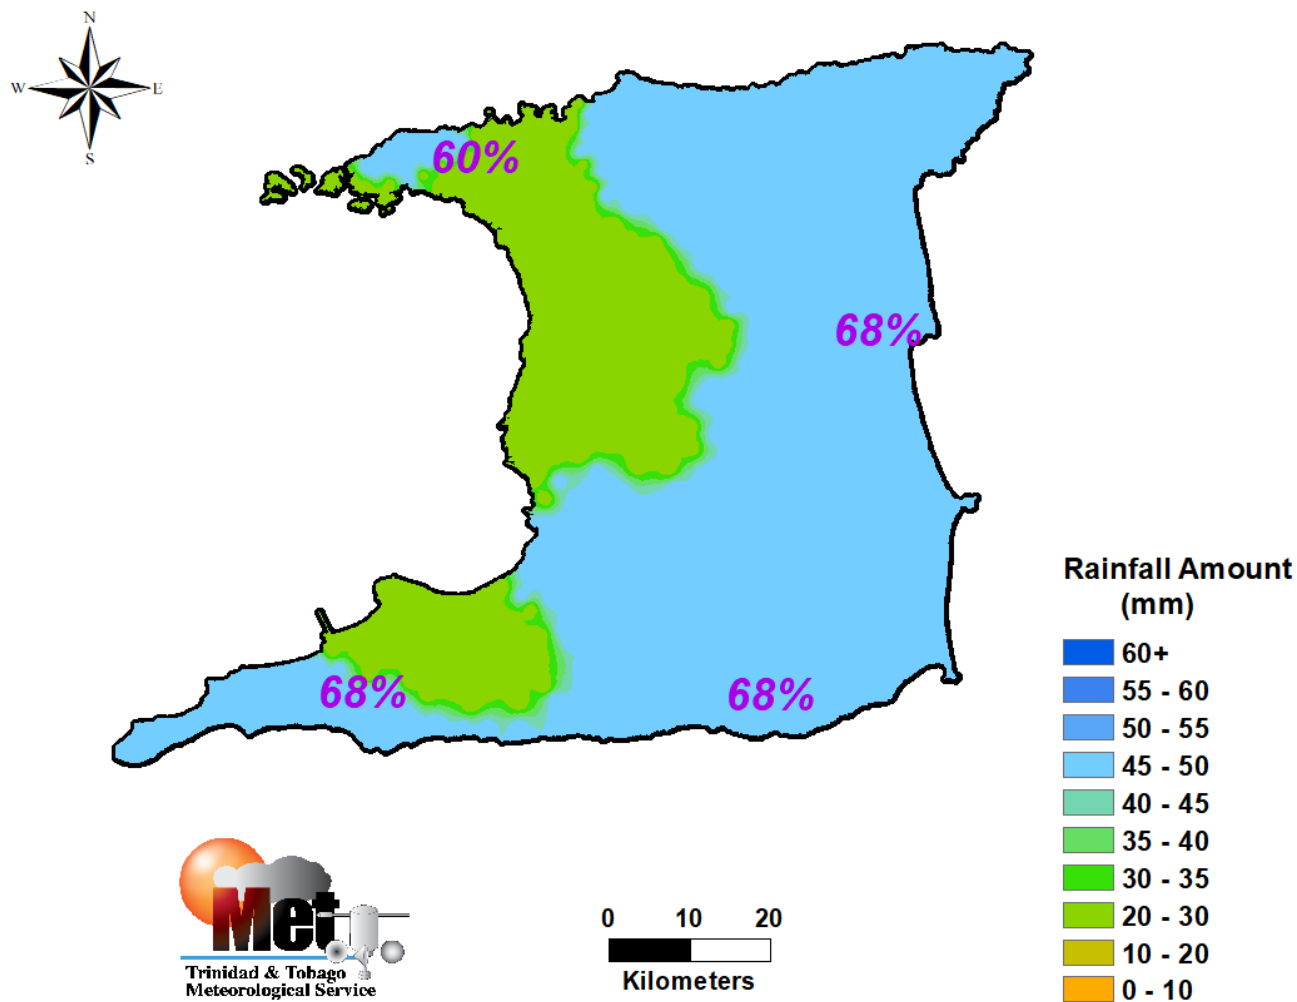 N
W
E
S
60%
68%
68%
68%
Rainfall Amount
(mm)
60+
55 - 60
50 - 55
45 - 50
40 - 45
35 - 40
30 - 35
20 - 30
10 - 20
0 - 10
Met
Trinidad & Tobago
Meteorological Service
0 10 20
Kilometers